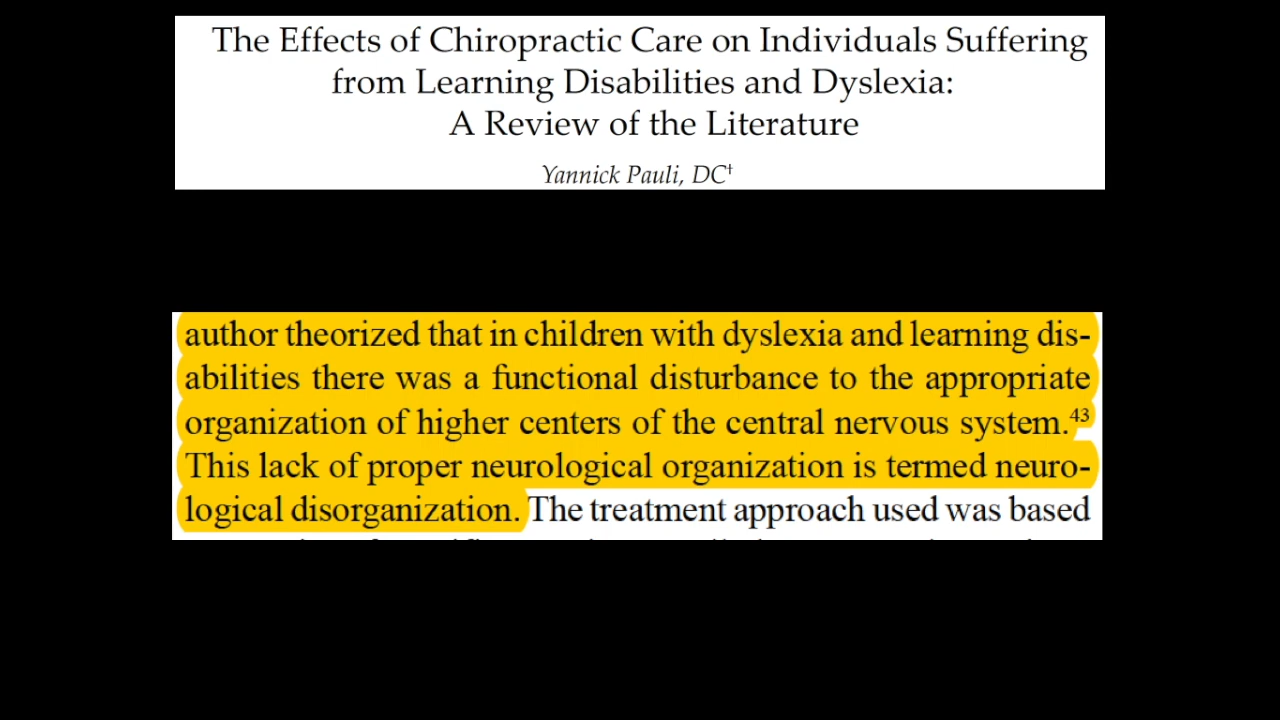 The Effects of Chiropractic Care on Individuals Suffering
from Learning Disabilities and Dyslexia:
A Review of the Literature
Yannick Pauli, DC†
author theorized that in children with dyslexia and learning dis-
abilities there was a functional disturbance to the appropriate
organization of higher centers of the central nervous system.43
This lack of proper neurological organization is termed neuro-
logical disorganization. The treatment approach used was based